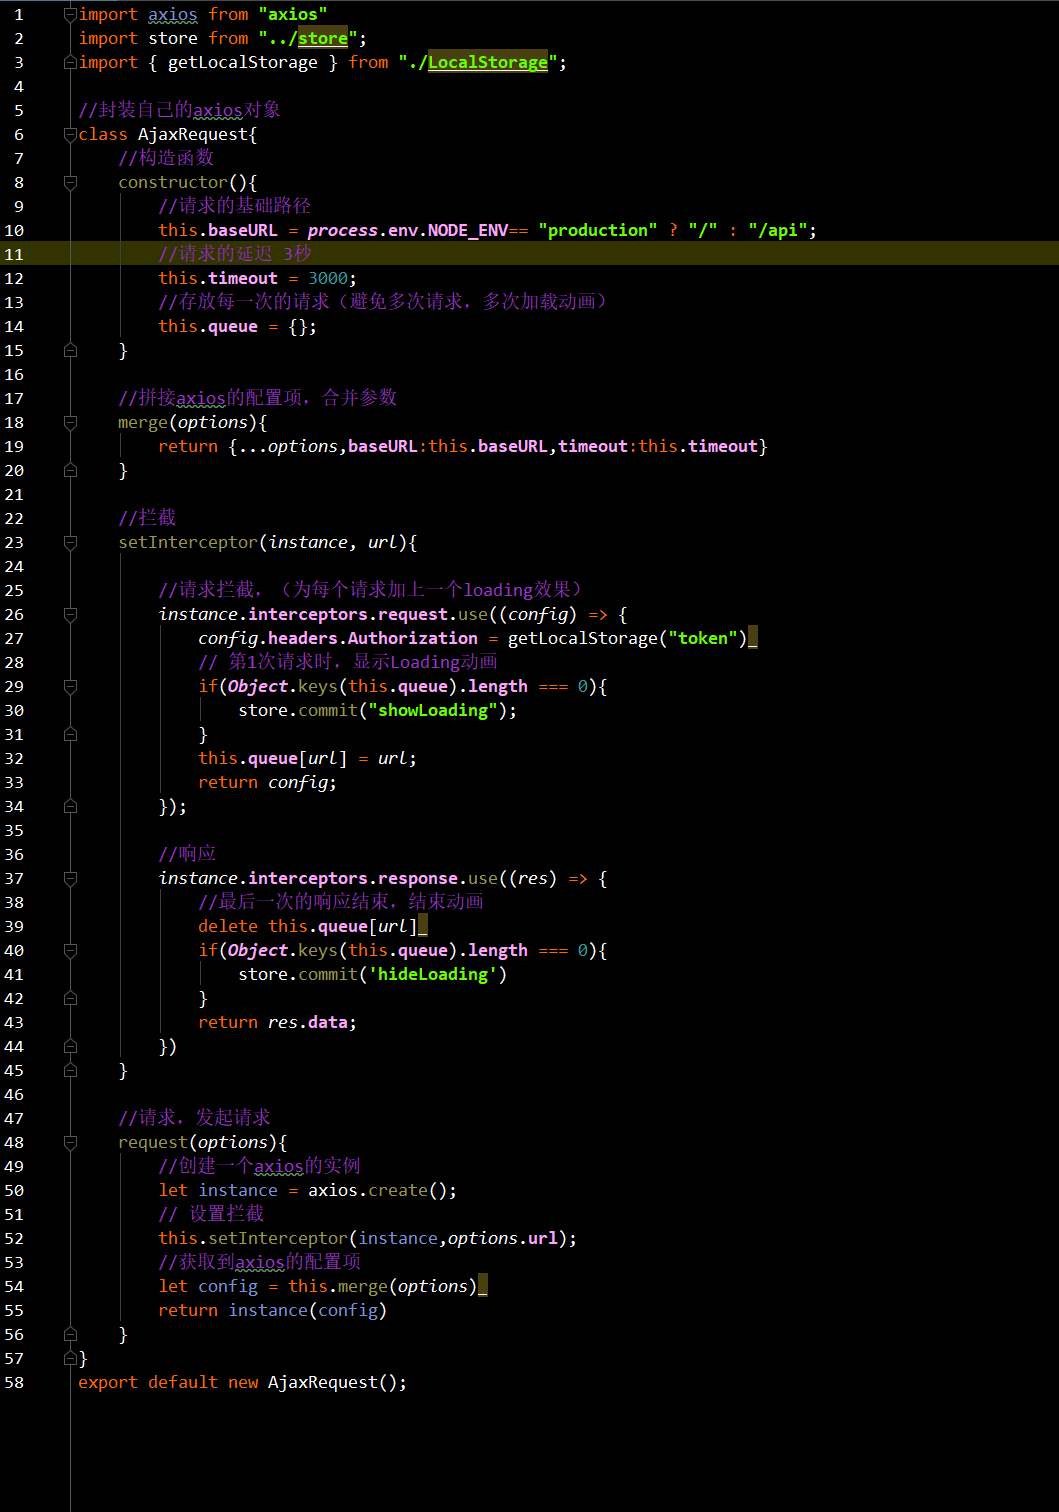 1 import axios from "axios"
2 import store from "../store";
3 import { getLocalStorage } from "./LocalStorage";
4
5 //封装自己的axios对象
6 class AjaxRequest{
7 //构造函数
8 constructor(){
9 //请求的基础路径
10 this.baseURL = process.env.NODE_ENV== "production" ? "/" : "/api";
11 //请求的延迟 3秒
12 this.timeout = 3000;
13 //存放每一次的请求（避免多次请求，多次加载动画）
14 this.queue = {};
15 }
16
17 //拼接axios的配置项，合并参数
18 merge(options){
19 return {...options,baseURL:this.baseURL,timeout:this.timeout}
20 }
21
22 //拦截
23 setInterceptor(instance, url){
24
25 //请求拦截，（为每个请求加上一个loading效果）
26 instance.interceptors.request.use((config) => {
27 config.headers.Authorization = getLocalStorage("token")
28 // 第1次请求时，显示Loading动画
29 if(Object.keys(this.queue).length === 0){
30 store.commit("showLoading");
31 }
32 this.queue[url] = url;
33 return config;
34 });
35
36 //响应
37 instance.interceptors.response.use((res) => {
38 //最后一次的响应结束，结束动画
39 delete this.queue[url]
40 if(Object.keys(this.queue).length === 0){
41 store.commit('hideLoading')
42 }
43 return res.data;
44 })
45 }
46
47 //请求，发起请求
48 request(options){
49 //创建一个axios的实例
50 let instance = axios.create();
51 // 设置拦截
52 this.setInterceptor(instance,options.url);
53 //获取到axios的配置项
54 let config = this.merge(options)
55 return instance(config)
56 }
57 }
58 export default new AjaxRequest();